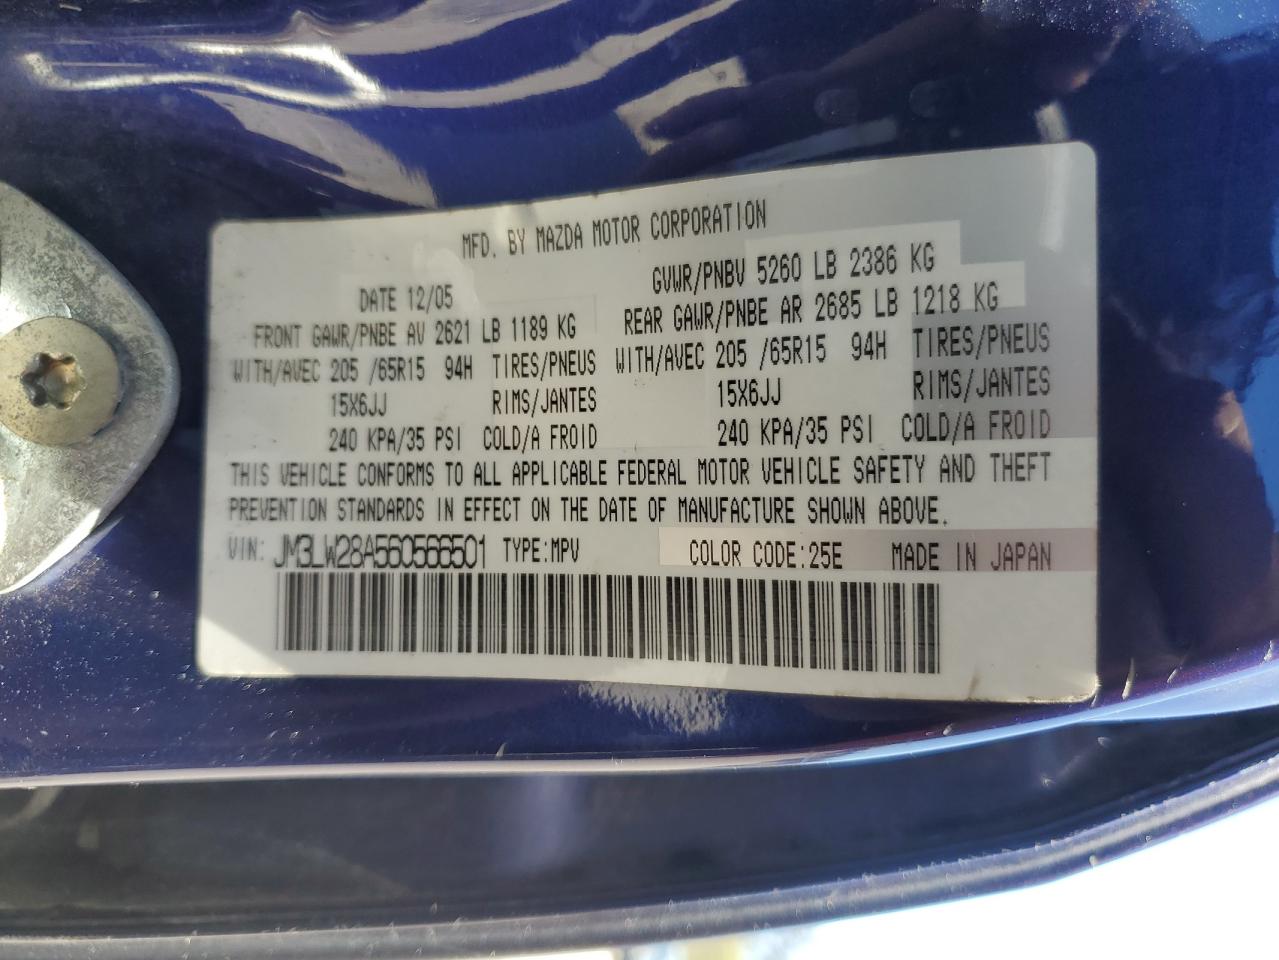 MFD. BY MAZDA MOTOR CORPORATION
DATE 12/05 GVWR/PNBV 5260 LB 2386 KG
FRONT GAWR/PNBE AV 2621 LB 1189 KG REAR GAWR/PNBE AR 2685 LB 1218 KG
WITH/AVEC 205 /65R15 94H TIRES/PNEUS WITH/AVEC 205 /65R15 94H TIRES/PNEUS
15X6JJ RIMS/JANTES 15X6JJ RIMS/JANTES
240 KPA/35 PSI COLD/A FROID 240 KPA/35 PSI COLD/A FROID
THIS VEHICLE CONFORMS TO ALL APPLICABLE FEDERAL MOTOR VEHICLE SAFETY AND THEFT
PREVENTION STANDARDS IN EFFECT ON THE DATE OF MANUFACTURE SHOWN ABOVE.
VIN: JM3LW28A560566501 TYPE:MPV COLOR CODE:25E MADE IN JAPAN